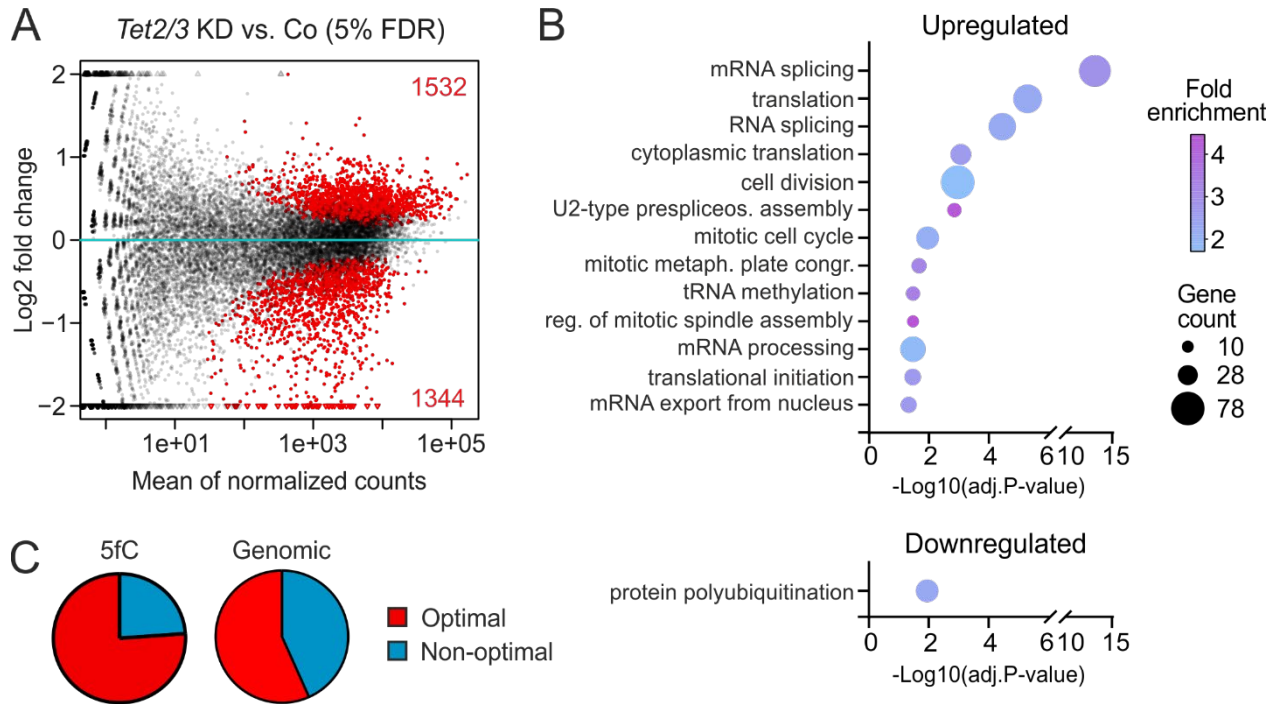 A
Tet2/3 KD vs. Co (5% FDR)
Log2 fold change
2
1
0
−1
−2
1532
1344
1e+01
1e+03
1e+05
Mean of normalized counts
B
Upregulated
mRNA splicing
translation
RNA splicing
cytoplasmic translation
cell division
U2-type prespliceos. assembly
mitotic cell cycle
mitotic metaph. plate congr.
tRNA methylation
reg. of mitotic spindle assembly
mRNA processing
translational initiation
mRNA export from nucleus
0 2 4 6 10 15
-Log10(adj.P-value)
Fold
enrichment
4
3
2
Gene
count
10
28
78
Downregulated
protein polyubiquitination
0 2 4 6 10 15
-Log10(adj.P-value)
C
5fC
Genomic
Optimal
Non-optimal